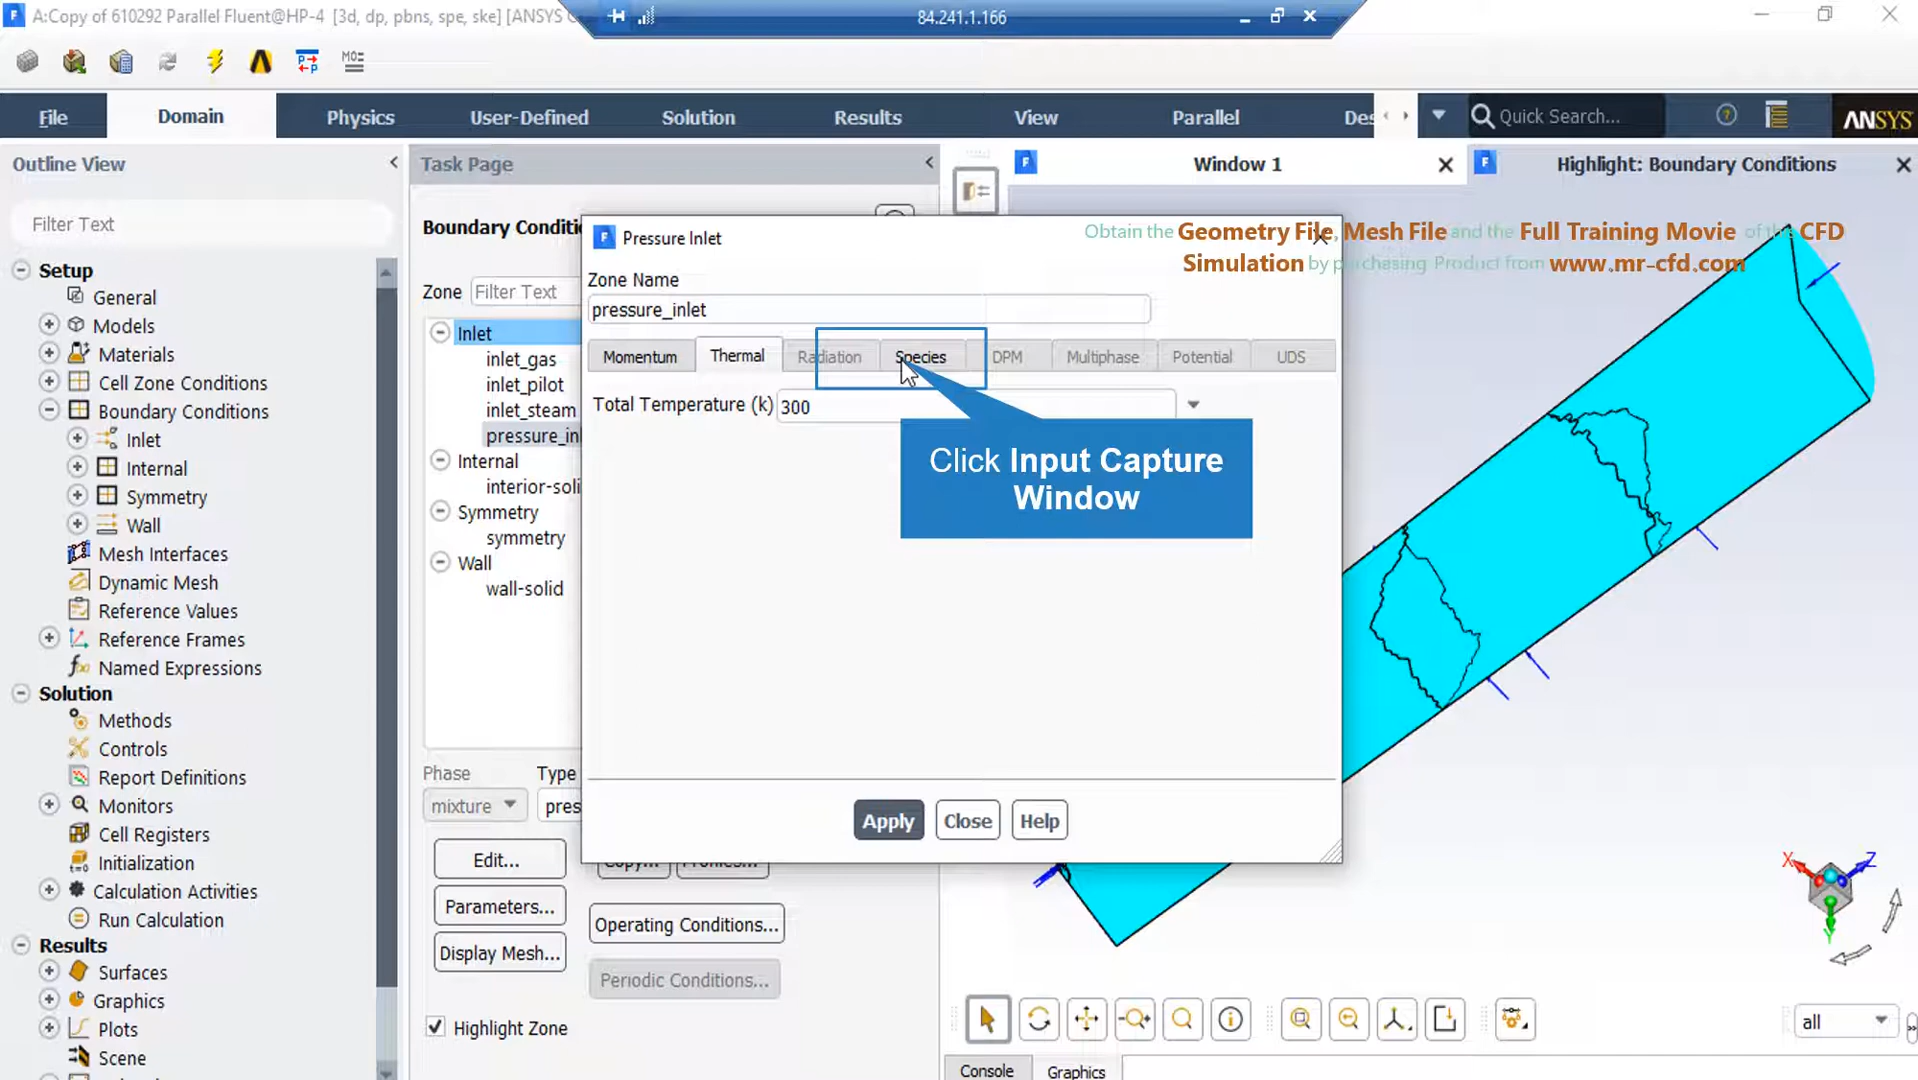 A:Copy of 610292 Parallel Fluent@HP-4 [3d, dp, pbns, spe, ske] [ANSYS C
84.241.1.166
File
Domain
Physics
User-Defined
Solution
Results
View
Parallel
Des
Quick Search...
ANSYS
Outline View
Task Page
Window 1
Highlight: Boundary Conditions
Filter Text
Setup
General
Models
Materials
Cell Zone Conditions
Boundary Conditions
Inlet
Internal
Symmetry
Wall
Mesh Interfaces
Dynamic Mesh
Reference Values
Reference Frames
Named Expressions
Solution
Methods
Controls
Report Definitions
Monitors
Cell Registers
Initialization
Calculation Activities
Run Calculation
Results
Surfaces
Graphics
Plots
Scene
Boundary Conditi
Zone
Filter Text
Inlet
inlet_gas
inlet_pilot
inlet_steam
pressure_inl
Internal
interior-soli
Symmetry
symmetry
Wall
wall-solid
Phase
Type
mixture
pres
Edit...
Copy...
Profiles...
Parameters...
Operating Conditions...
Display Mesh...
Periodic Conditions...
Highlight Zone
Pressure Inlet
Zone Name
pressure_inlet
Momentum
Thermal
Radiation
Species
DPM
Multiphase
Potential
UDS
Total Temperature (k)
300
Click Input Capture
Window
Apply
Close
Help
Obtain the Geometry File, Mesh File and the Full Training Movie of the CFD
Simulation by purchasing Product from www.mr-cfd.com
X
Z
Y
all
Console
Graphics